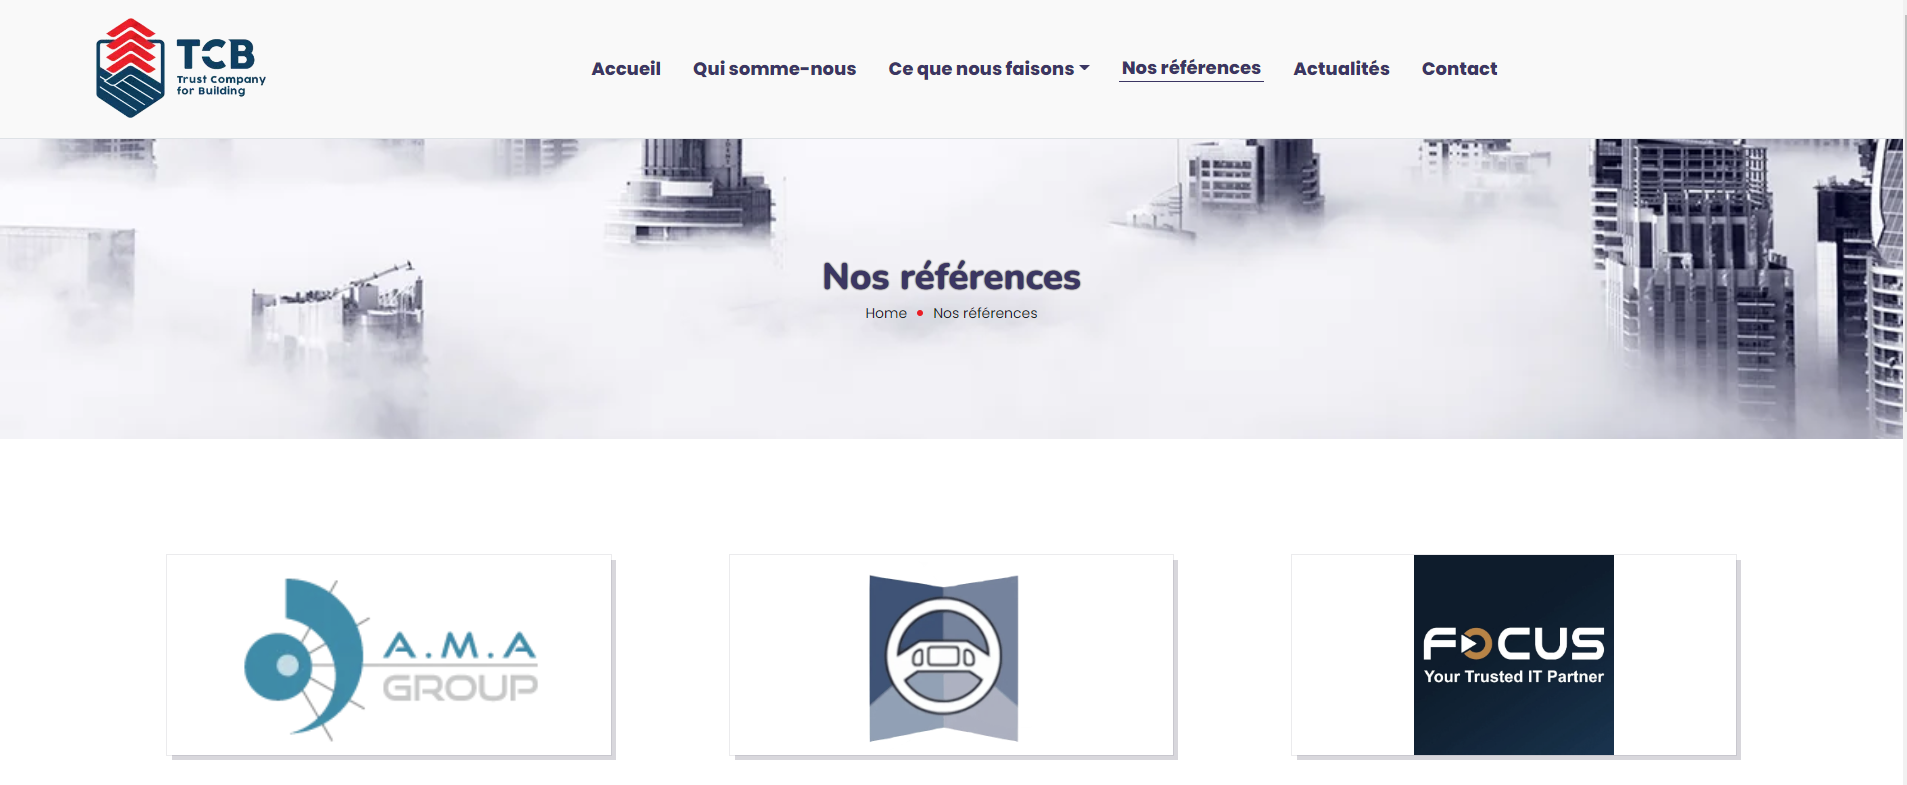 TCB
Trust Company
for Building
Accueil
Qui somme-nous
Ce que nous faisons
Nos références
Actualités
Contact
Nos références
Home
Nos références
A.M.A
GROUP
FOCUS
Your Trusted IT Partner